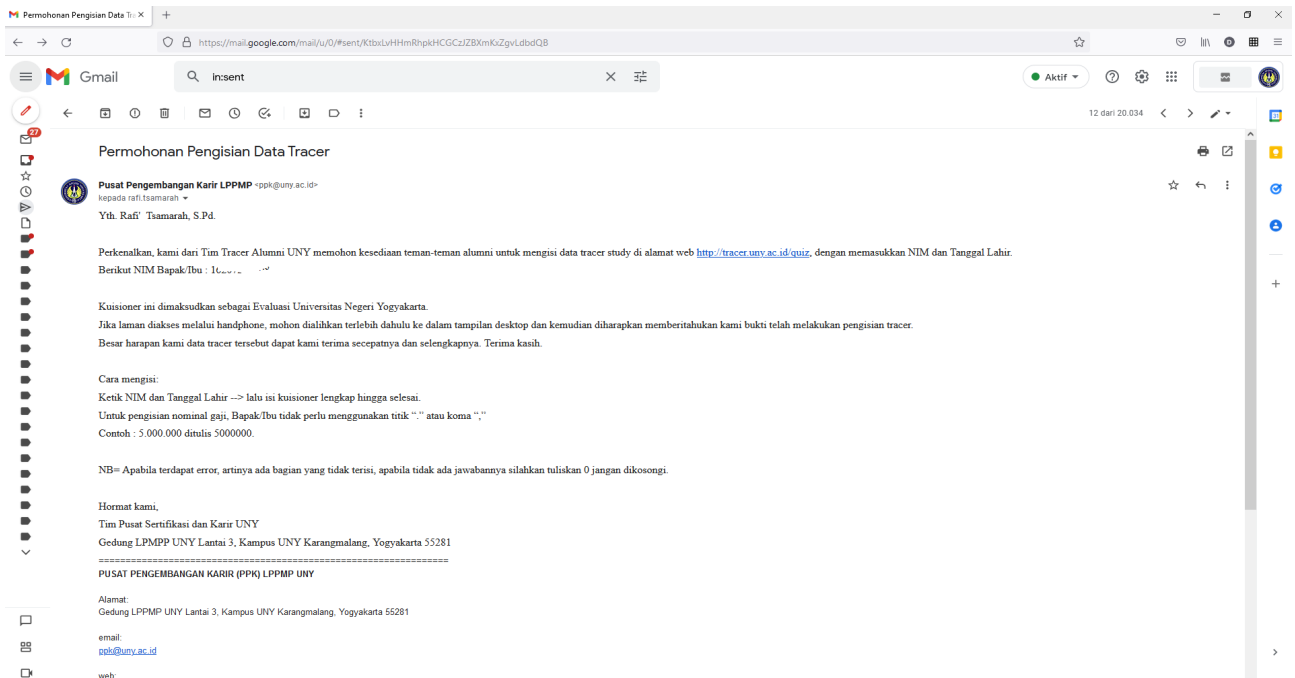 Permohonan Pengisian Data Tra
https://mail.google.com/mail/u/0/#sent/KtbxLvHHmRhpkHCGCzJZBXmKxZgvLdbdQB
Gmail
in:sent
Aktif
12 dari 20.034
27
31
Permohonan Pengisian Data Tracer
Pusat Pengembangan Karir LPPMP <ppk@uny.ac.id>
kepada rafi.tsamarah
Yth. Rafi' Tsamarah, S.Pd.
Perkenalkan, kami dari Tim Tracer Alumni UNY memohon kesediaan teman-teman alumni untuk mengisi data tracer study di alamat web http://tracer.uny.ac.id/quiz, dengan memasukkan NIM dan Tanggal Lahir.
Berikut NIM Bapak/Ibu :
Kuisioner ini dimaksudkan sebagai Evaluasi Universitas Negeri Yogyakarta.
Jika laman diakses melalui handphone, mohon dialihkan terlebih dahulu ke dalam tampilan desktop dan kemudian diharapkan memberitahukan kami bukti telah melakukan pengisian tracer.
Besar harapan kami data tracer tersebut dapat kami terima secepatnya dan selengkapnya. Terima kasih.
Cara mengisi:
Ketik NIM dan Tanggal Lahir --> lalu isi kuisioner lengkap hingga selesai.
Untuk pengisian nominal gaji, Bapak/Ibu tidak perlu menggunakan titik “.” atau koma “,”
Contoh : 5.000.000 ditulis 5000000.
NB= Apabila terdapat error, artinya ada bagian yang tidak terisi, apabila tidak ada jawabannya silahkan tuliskan 0 jangan dikosongi.
Hormat kami,
Tim Pusat Sertifikasi dan Karir UNY
Gedung LPMPP UNY Lantai 3, Kampus UNY Karangmalang, Yogyakarta 55281
=================================================================
PUSAT PENGEMBANGAN KARIR (PPK) LPPMP UNY
Alamat:
Gedung LPPMP UNY Lantai 3, Kampus UNY Karangmalang, Yogyakarta 55281
email:
ppk@uny.ac.id
web: